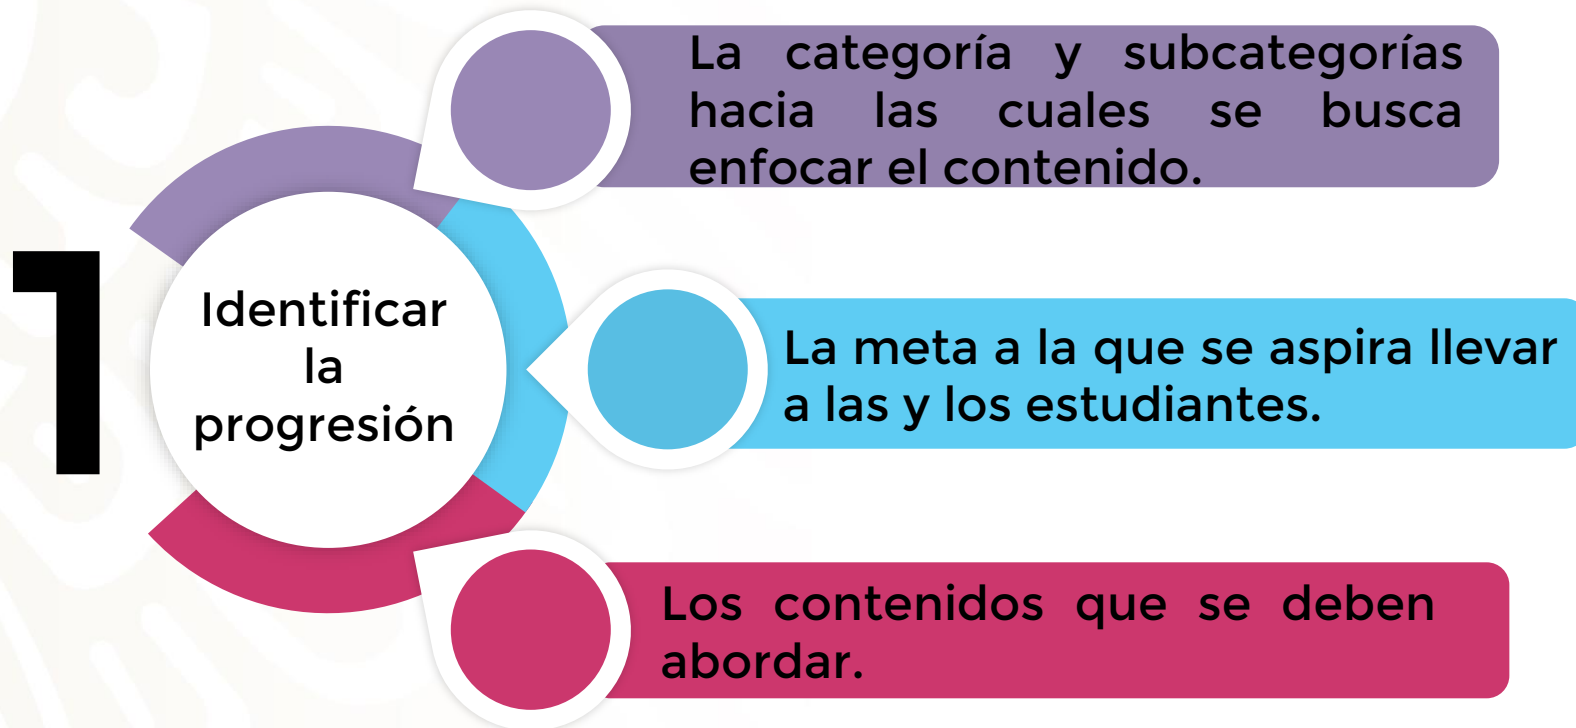 1
Identificar
la
progresión
La categoría y subcategorías
hacia las cuales se busca
enfocar el contenido.
La meta a la que se aspira llevar
a las y los estudiantes.
Los contenidos que se deben
abordar.